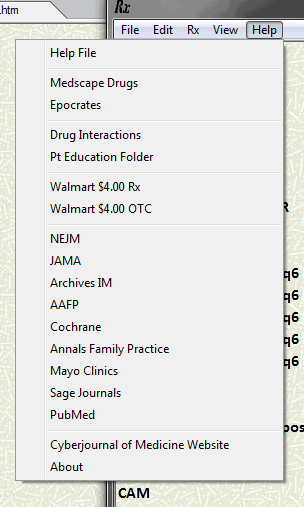 .htm
Rx
File Edit Rx View Help
Help File
Medscape Drugs
Epocrates
Drug Interactions
Pt Education Folder
Walmart $4.00 Rx
Walmart $4.00 OTC
R
NEJM
JAMA
q6
Archives IM
q6
AAFP
q6
Cochrane
q6
Annals Family Practice
q6
Mayo Clinics
Sage Journals
PubMed
pos
Cyberjournal of Medicine Website
About
CAM